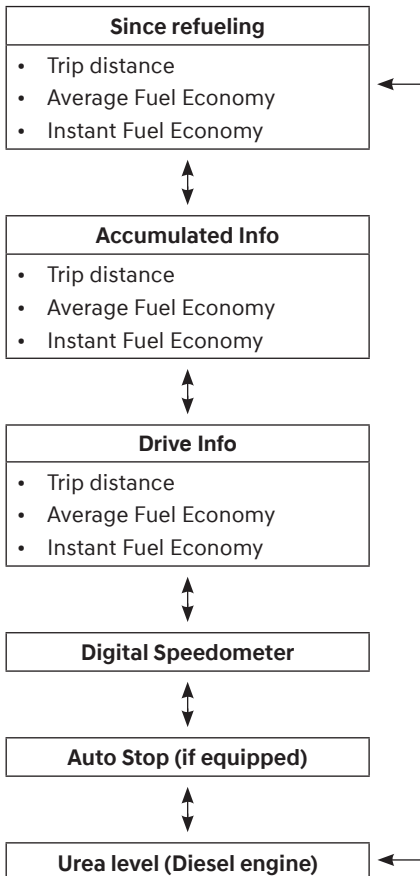 Since refueling
• Trip distance
• Average Fuel Economy
• Instant Fuel Economy
Accumulated Info
• Trip distance
• Average Fuel Economy
• Instant Fuel Economy
Drive Info
• Trip distance
• Average Fuel Economy
• Instant Fuel Economy
Digital Speedometer
Auto Stop (if equipped)
Urea level (Diesel engine)